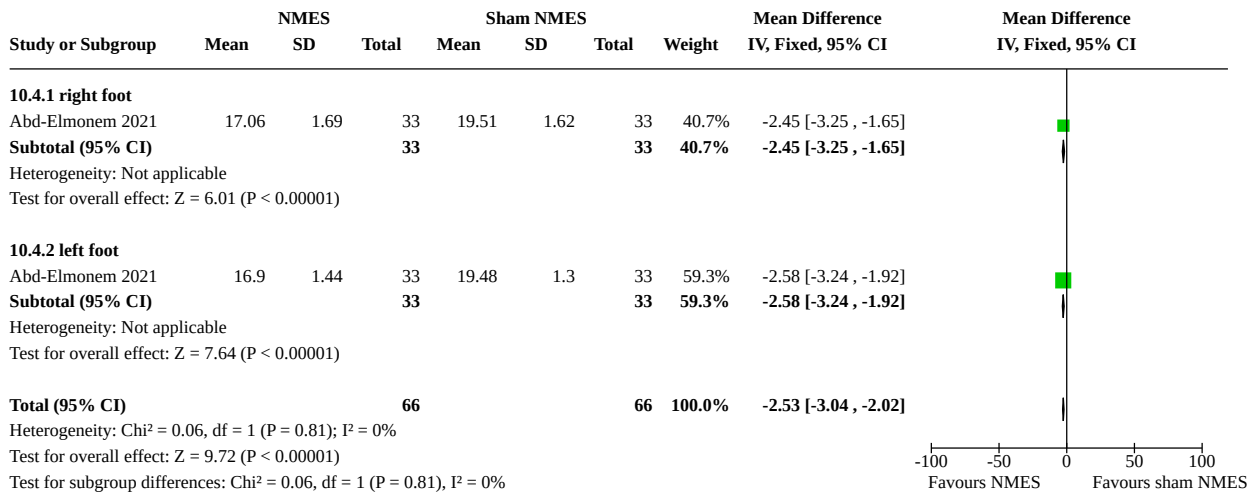 NMES Sham NMES Mean Difference Mean Difference
Study or Subgroup Mean SD Total Mean SD Total Weight IV, Fixed, 95% CI IV, Fixed, 95% CI
10.4.1 right foot
Abd-Elmonem 2021 17.06 1.69 33 19.51 1.62 33 40.7% -2.45 [-3.25 , -1.65]
Subtotal (95% CI) 33 33 40.7% -2.45 [-3.25 , -1.65]
Heterogeneity: Not applicable
Test for overall effect: Z = 6.01 (P < 0.00001)
10.4.2 left foot
Abd-Elmonem 2021 16.9 1.44 33 19.48 1.3 33 59.3% -2.58 [-3.24 , -1.92]
Subtotal (95% CI) 33 33 59.3% -2.58 [-3.24 , -1.92]
Heterogeneity: Not applicable
Test for overall effect: Z = 7.64 (P < 0.00001)
Total (95% CI) 66 66 100.0% -2.53 [-3.04 , -2.02]
Heterogeneity: Chi² = 0.06, df = 1 (P = 0.81); I² = 0%
Test for overall effect: Z = 9.72 (P < 0.00001)
-100 -50 0 50 100
Test for subgroup differences: Chi² = 0.06, df = 1 (P = 0.81), I² = 0%
Favours NMES Favours sham NMES